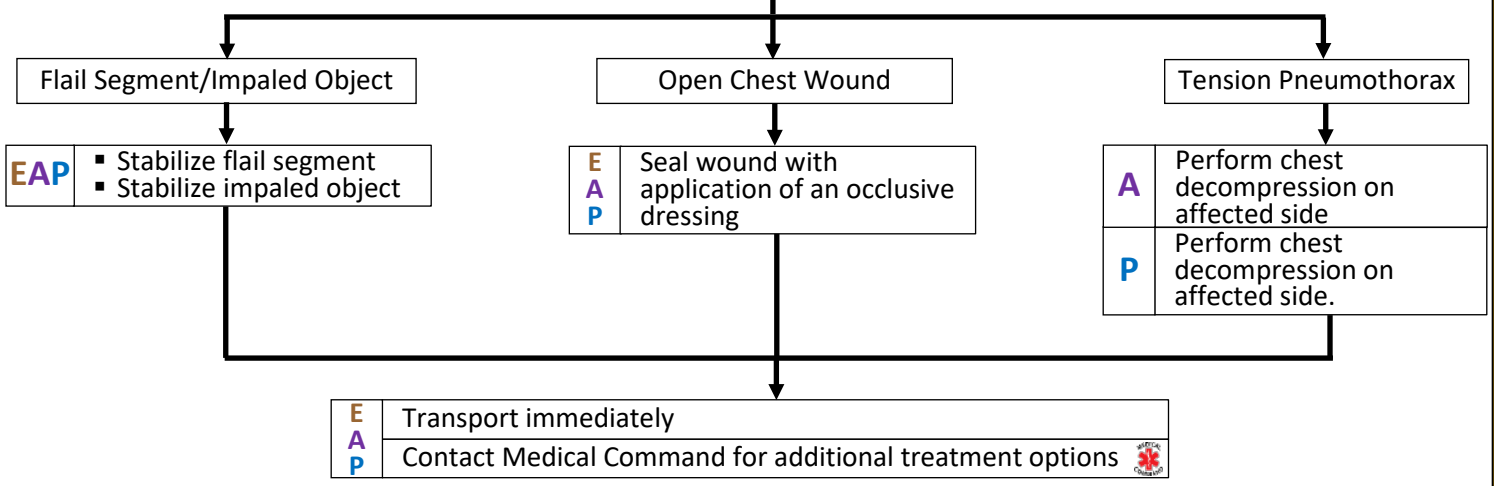 Flail Segment/Impaled Object
EAP
▪ Stabilize flail segment
▪ Stabilize impaled object
Open Chest Wound
E
A
P
Seal wound with
application of an occlusive
dressing
Tension Pneumothorax
A
Perform chest
decompression on
affected side
P
Perform chest
decompression on
affected side.
E
A
P
Transport immediately
Contact Medical Command for additional treatment options
MEDICAL
COMMAND